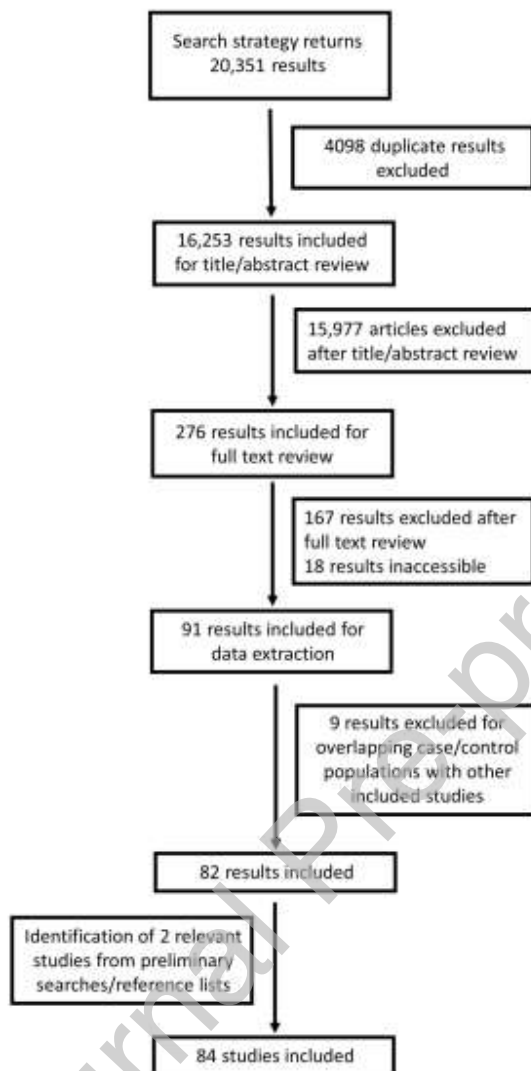 Search strategy returns
20,351 results
4098 duplicate results
excluded
16,253 results included
for title/abstract review
15,977 articles excluded
after title/abstract review
276 results included for
full text review
167 results excluded after
full text review
18 results inaccessible
91 results included for
data extraction
9 results excluded for
overlapping case/control
populations with other
included studies
82 results included
Identification of 2 relevant
studies from preliminary
searches/reference lists
84 studies included
rnal Pre-pr